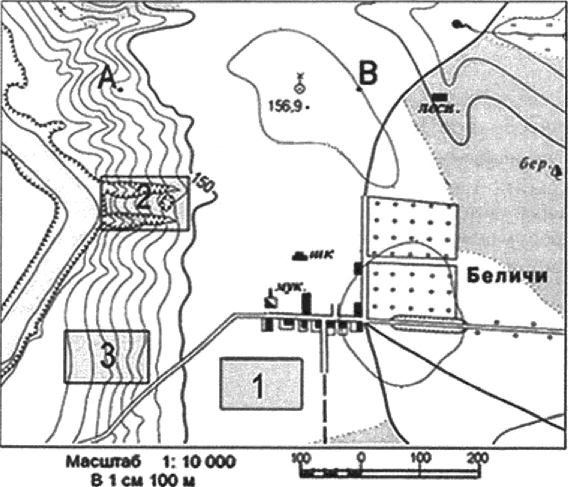 А.
В
156,9
лесн.
бер.
150
2
Беличи
шк
мук.
3
1
Масштаб 1: 10 000
В 1 см 100 м
100 0 100 200